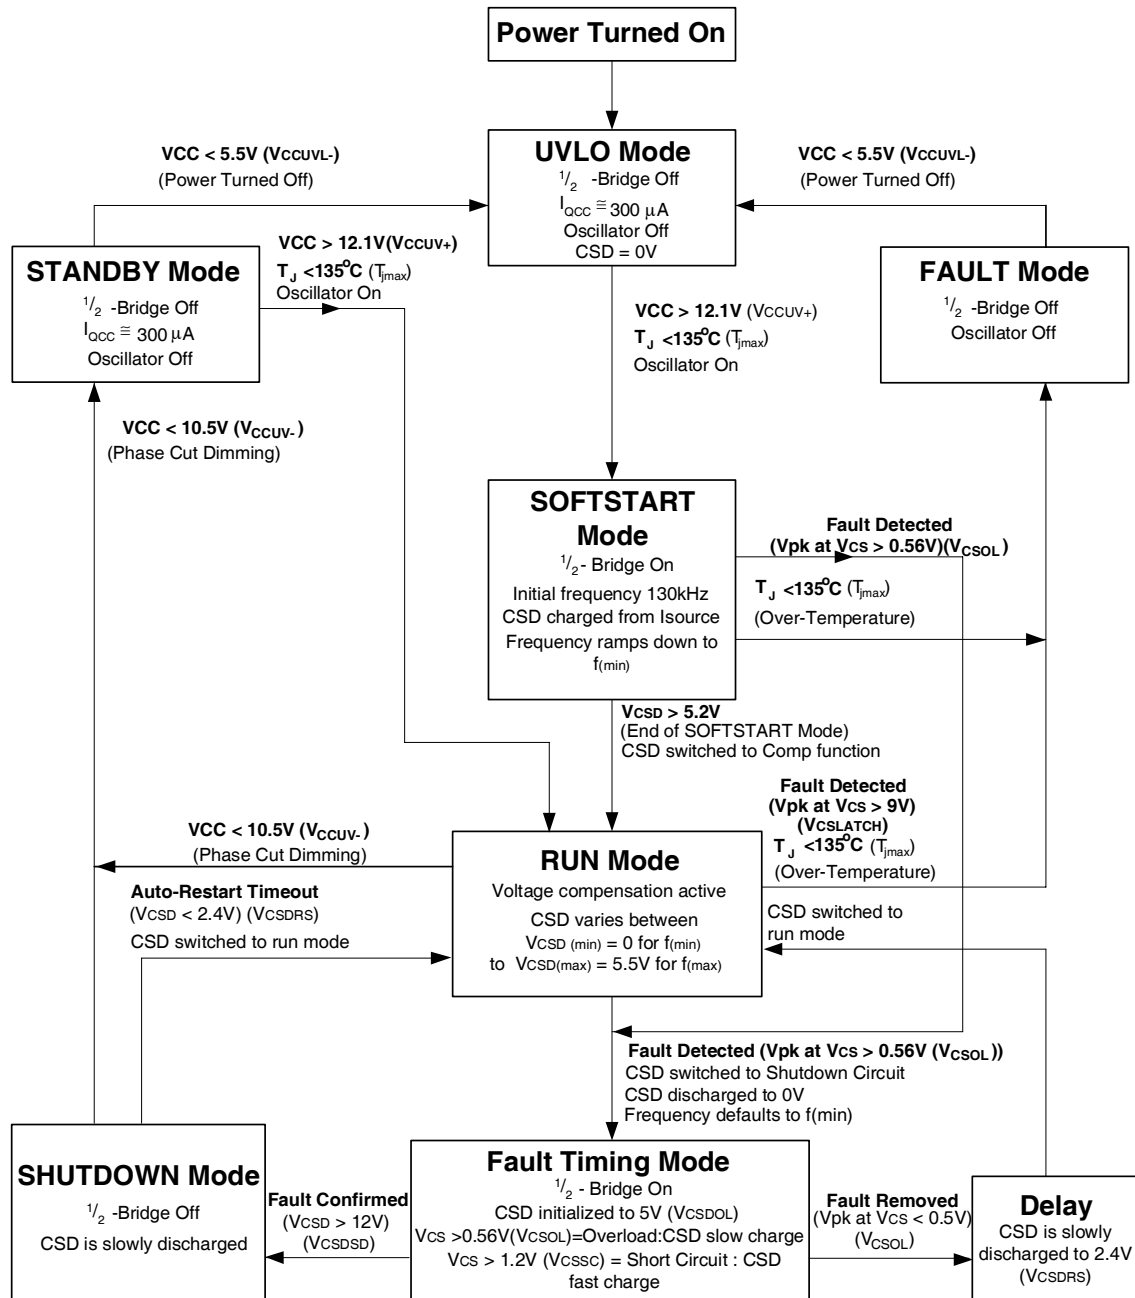 Power Turned On
VCC < 5.5V (VCCUVL-)
(Power Turned Off)
UVLO Mode
1/2 -Bridge Off
IQCC ≅ 300 µA
Oscillator Off
CSD = 0V
VCC < 5.5V (VCCUVL-)
(Power Turned Off)
STANDBY Mode
1/2 -Bridge Off
IQCC ≅ 300 µA
Oscillator Off
VCC > 12.1V(VCCUV+)
TJ <135°C (Tjmax)
Oscillator On
FAULT Mode
1/2 -Bridge Off
Oscillator Off
VCC > 12.1V (VCCUV+)
TJ <135°C (Tjmax)
Oscillator On
VCC < 10.5V (VCCUV-)
(Phase Cut Dimming)
SOFTSTART
Mode
1/2- Bridge On
Initial frequency 130kHz
CSD charged from Isource
Frequency ramps down to
f(min)
Fault Detected
(Vpk at VCS > 0.56V)(VCSOL)
TJ <135°C (Tjmax)
(Over-Temperature)
VCSD > 5.2V
(End of SOFTSTART Mode)
CSD switched to Comp function
Fault Detected
(Vpk at VCS > 9V)
(VCSLATCH)
TJ <135°C (Tjmax)
(Over-Temperature)
VCC < 10.5V (VCCUV-)
(Phase Cut Dimming)
RUN Mode
Voltage compensation active
CSD varies between
VCSD (min) = 0 for f(min)
to VCSD(max) = 5.5V for f(max)
Auto-Restart Timeout
(VCSD < 2.4V) (VCSDRS)
CSD switched to run mode
CSD switched to
run mode
Fault Detected (Vpk at VCS > 0.56V (VCSOL))
CSD switched to Shutdown Circuit
CSD discharged to 0V
Frequency defaults to f(min)
SHUTDOWN Mode
1/2 -Bridge Off
CSD is slowly discharged
Fault Confirmed
(VCSD > 12V)
(VCSDSD)
Fault Timing Mode
1/2 - Bridge On
CSD initialized to 5V (VCSDOL)
VCS >0.56V(VCSOL)=Overload:CSD slow charge
VCS > 1.2V (VCSSC) = Short Circuit : CSD
fast charge
Fault Removed
(Vpk at VCS < 0.5V)
(VCSOL)
Delay
CSD is slowly
discharged to 2.4V
(VCSDRS)